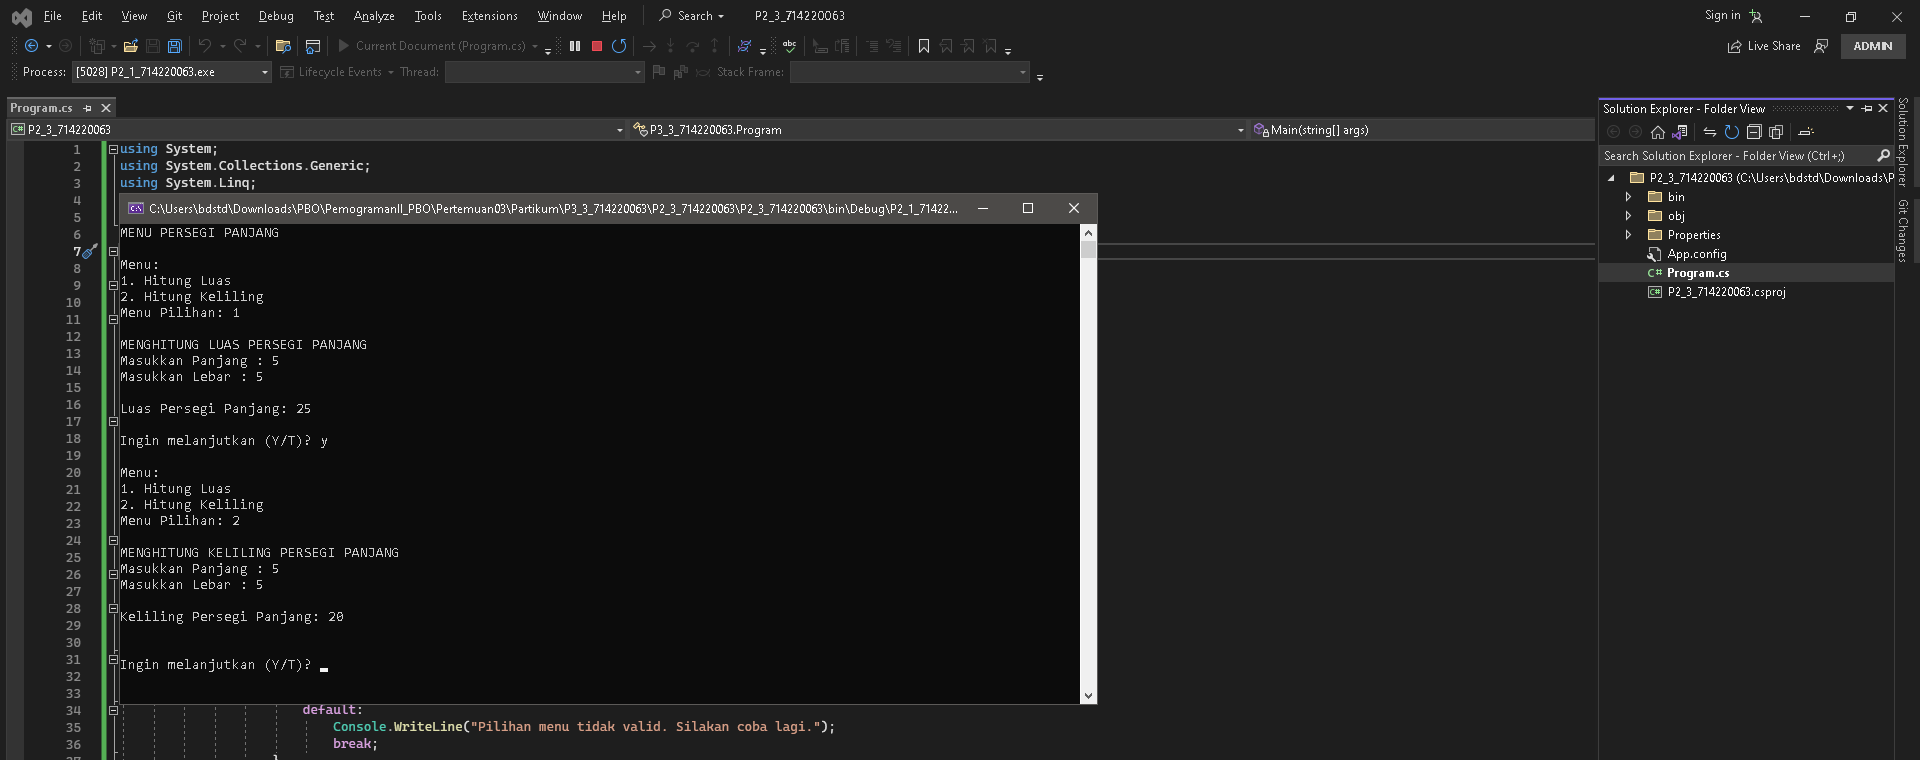 File Edit View Git Project Debug Test Analyze Tools Extensions Window Help Search P2_3_714220063 Sign in
Current Document (Program.cs) abc Live Share ADMIN
Process: [5028] P2_1_714220063.exe Lifecycle Events Thread: Stack Frame:
Program.cs
P2_3_714220063 P3_3_714220063.Program Main(string[] args)
1 using System;
2 using System.Collections.Generic;
3 using System.Linq;
4
5
6
7
8
9
10
11
12
13
14
15
16
17
18
19
20
21
22
23
24
25
26
27
28
29
30
31
32
33
34 default:
35 Console.WriteLine("Pilihan menu tidak valid. Silakan coba lagi.");
36 break;
C:\Users\bdstd\Downloads\PBO\PemogramanII_PBO\Pertemuan03\Partikum\P3_3_714220063\P2_3_714220063\P2_3_714220063\bin\Debug\P2_1_71422...
MENU PERSEGI PANJANG
Menu:
1. Hitung Luas
2. Hitung Keliling
Menu Pilihan: 1
MENGHITUNG LUAS PERSEGI PANJANG
Masukkan Panjang : 5
Masukkan Lebar : 5
Luas Persegi Panjang: 25
Ingin melanjutkan (Y/T)? y
Menu:
1. Hitung Luas
2. Hitung Keliling
Menu Pilihan: 2
MENGHITUNG KELILING PERSEGI PANJANG
Masukkan Panjang : 5
Masukkan Lebar : 5
Keliling Persegi Panjang: 20
Ingin melanjutkan (Y/T)?
Solution Explorer - Folder View
Search Solution Explorer - Folder View (Ctrl+;)
P2_3_714220063 (C:\Users\bdstd\Downloads\P
bin
obj
Properties
App.config
C# Program.cs
C# P2_3_714220063.csproj
Solution Explorer
Git Changes